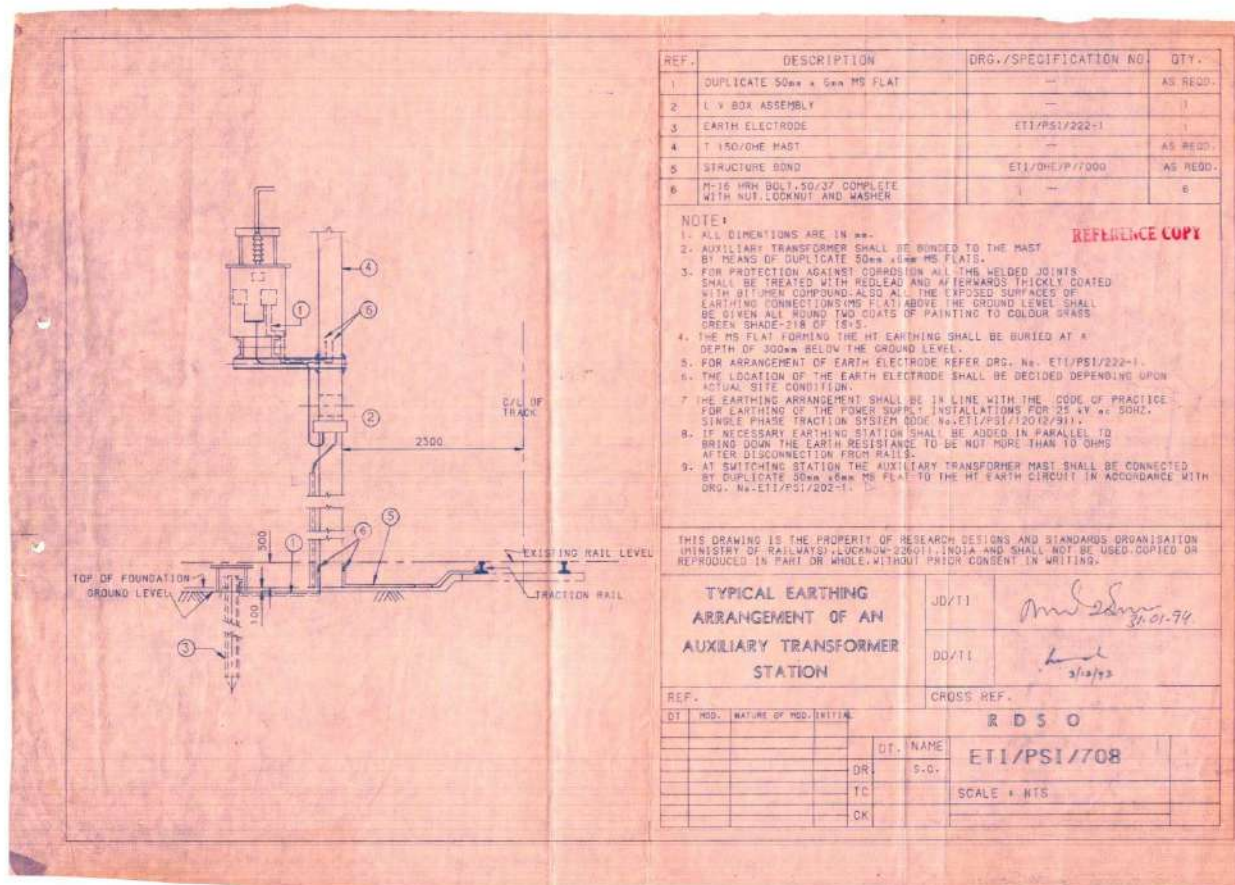 REF. DESCRIPTION DRG./SPECIFICATION NO. QTY.
1 DUPLICATE 50mm x 6mm MS FLAT — AS REQD.
2 L V BOX ASSEMBLY — 1
3 EARTH ELECTRODE ETI/PSI/222-1 1
4 T 150/OHE MAST — AS REQD.
5 STRUCTURE BOND ETI/OHE/P/7000 AS REQD.
6 M-16 HRH BOLT.50/37 COMPLETE
WITH NUT.LOCKNUT AND WASHER — 6
NOTE:
REFERENCE COPY
1. ALL DIMENTIONS ARE IN mm.
2. AUXILIARY TRANSFORMER SHALL BE BONDED TO THE MAST
BY MEANS OF DUPLICATE 50mm x6mm MS FLATS.
3. FOR PROTECTION AGAINST CORROSION ALL THE WELDED JOINTS
SHALL BE TREATED WITH REDLEAD AND AFTERWARDS THICKLY COATED
WITH BITUMEN COMPOUND.ALSO ALL THE EXPOSED SURFACES OF
EARTHING CONNECTIONS(MS FLAT)ABOVE THE GROUND LEVEL SHALL
BE GIVEN ALL ROUND TWO COATS OF PAINTING TO COLOUR GRASS
GREEN SHADE-218 OF IS:5.
4. THE MS FLAT FORMING THE HT EARTHING SHALL BE BURIED AT A
DEPTH OF 300mm BELOW THE GROUND LEVEL.
5. FOR ARRANGEMENT OF EARTH ELECTRODE REFER DRG. No. ETI/PSI/222-1.
6. THE LOCATION OF THE EARTH ELECTRODE SHALL BE DECIDED DEPENDING UPON
ACTUAL SITE CONDITION.
7 THE EARTHING ARRANGEMENT SHALL BE IN LINE WITH THE CODE OF PRACTICE
FOR EARTHING OF THE POWER SUPPLY INSTALLATIONS FOR 25 kV ac 50HZ.
SINGLE PHASE TRACTION SYSTEM CODE No.ETI/PSI/120(2/91).
8. IF NECESSARY EARTHING STATION SHALL BE ADDED IN PARALLEL TO
BRING DOWN THE EARTH RESISTANCE TO BE NOT MORE THAN 10 OHMS
AFTER DISCONNECTION FROM RAILS.
9. AT SWITCHING STATION THE AUXILIARY TRANSFORMER MAST SHALL BE CONNECTED
BY DUPLICATE 50mm x6mm MS FLAT TO THE HT EARTH CIRCUIT IN ACCORDANCE WITH
DRG. No.ETI/PSI/202-1.
4
1
6
2
C/L OF
TRACK
2500
300
1
6
5
EXISTING RAIL LEVEL
TOP OF FOUNDATION
GROUND LEVEL
TRACTION RAIL
100
3
THIS DRAWING IS THE PROPERTY OF RESEARCH DESIGNS AND STANDARDS ORGANISAITON
(MINISTRY OF RAILWAYS),LUCKNOW-226011.INDIA AND SHALL NOT BE USED.COPIED OR
REPRODUCED IN PART OR WHOLE.WITHOUT PRIOR CONSENT IN WRITING.
TYPICAL EARTHING
ARRANGEMENT OF AN
AUXILIARY TRANSFORMER
STATION
JD/TI
31.01.94
DD/TI
3/12/93
REF. CROSS REF.
DT MOD. NATURE OF MOD. INITIAL
R D S O
DT. NAME
ETI/PSI/708
DR S.C.
TC
SCALE : NTS
CK